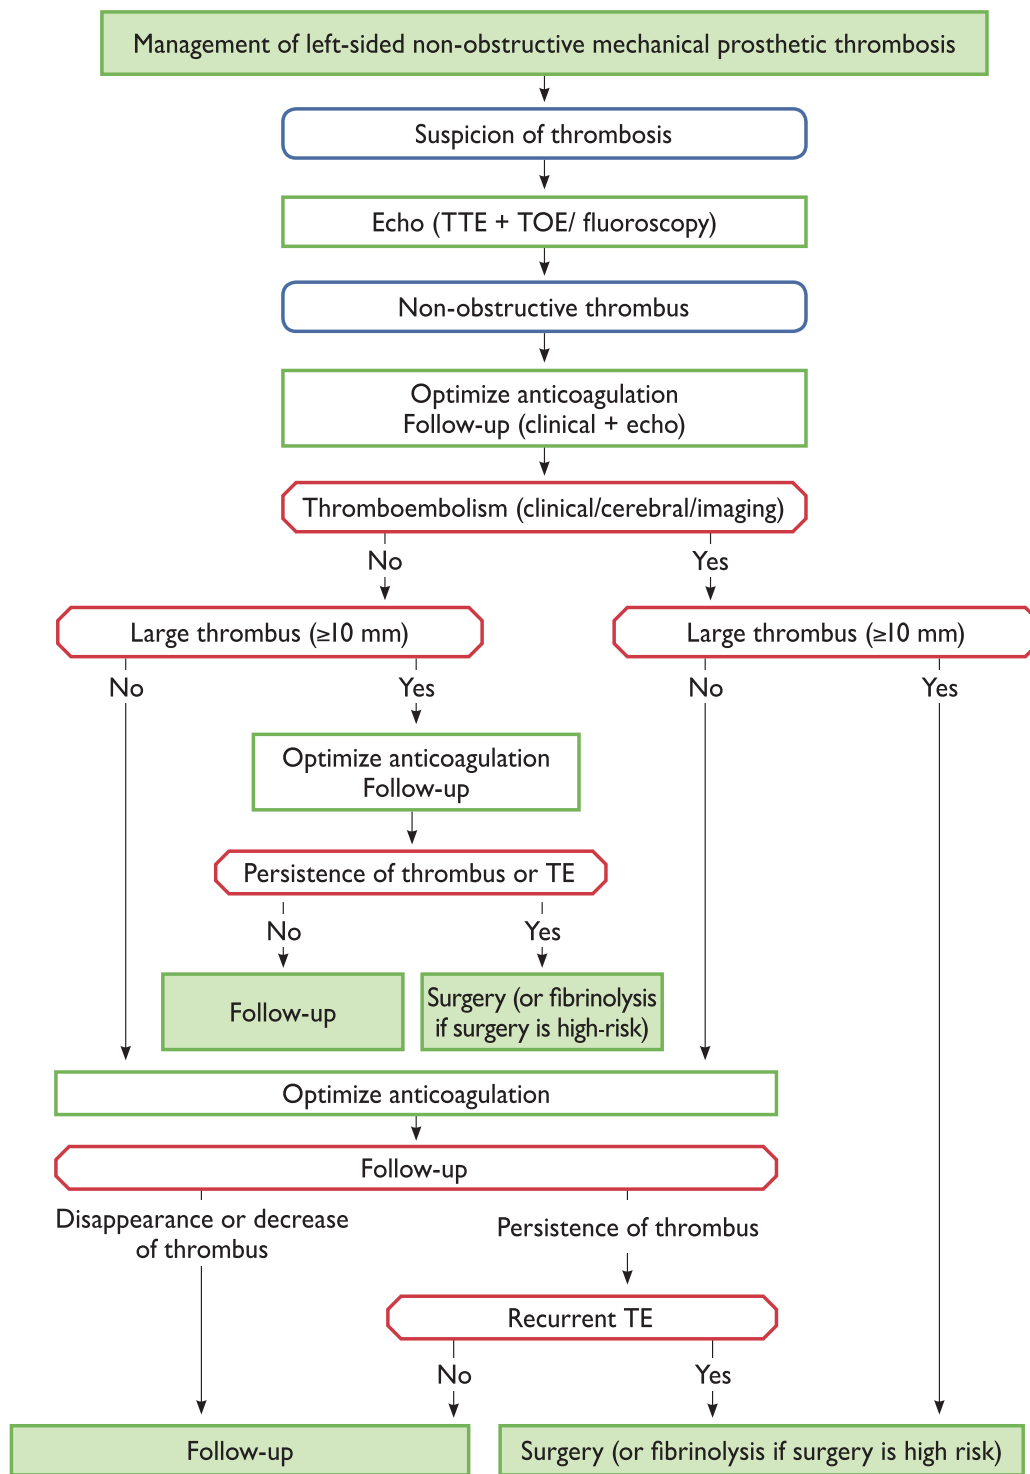 Management of left-sided non-obstructive mechanical prosthetic thrombosis
Suspicion of thrombosis
Echo (TTE + TOE/ fluoroscopy)
Non-obstructive thrombus
Optimize anticoagulation
Follow-up (clinical + echo)
Thromboembolism (clinical/cerebral/imaging)
No
Yes
Large thrombus (≥10 mm)
Large thrombus (≥10 mm)
No
Yes
No
Yes
Optimize anticoagulation
Follow-up
Persistence of thrombus or TE
No
Yes
Follow-up
Surgery (or fibrinolysis
if surgery is high-risk)
Optimize anticoagulation
Follow-up
Disappearance or decrease
of thrombus
Persistence of thrombus
Recurrent TE
No
Yes
Follow-up
Surgery (or fibrinolysis if surgery is high risk)